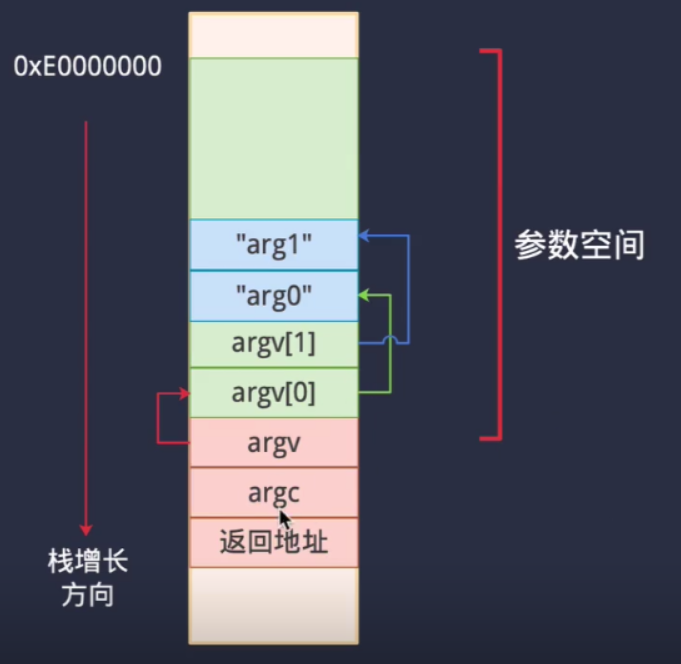 0xE0000000
"arg1"
"arg0"
argv[1]
argv[0]
argv
argc
返回地址
参数空间
栈增长
方向